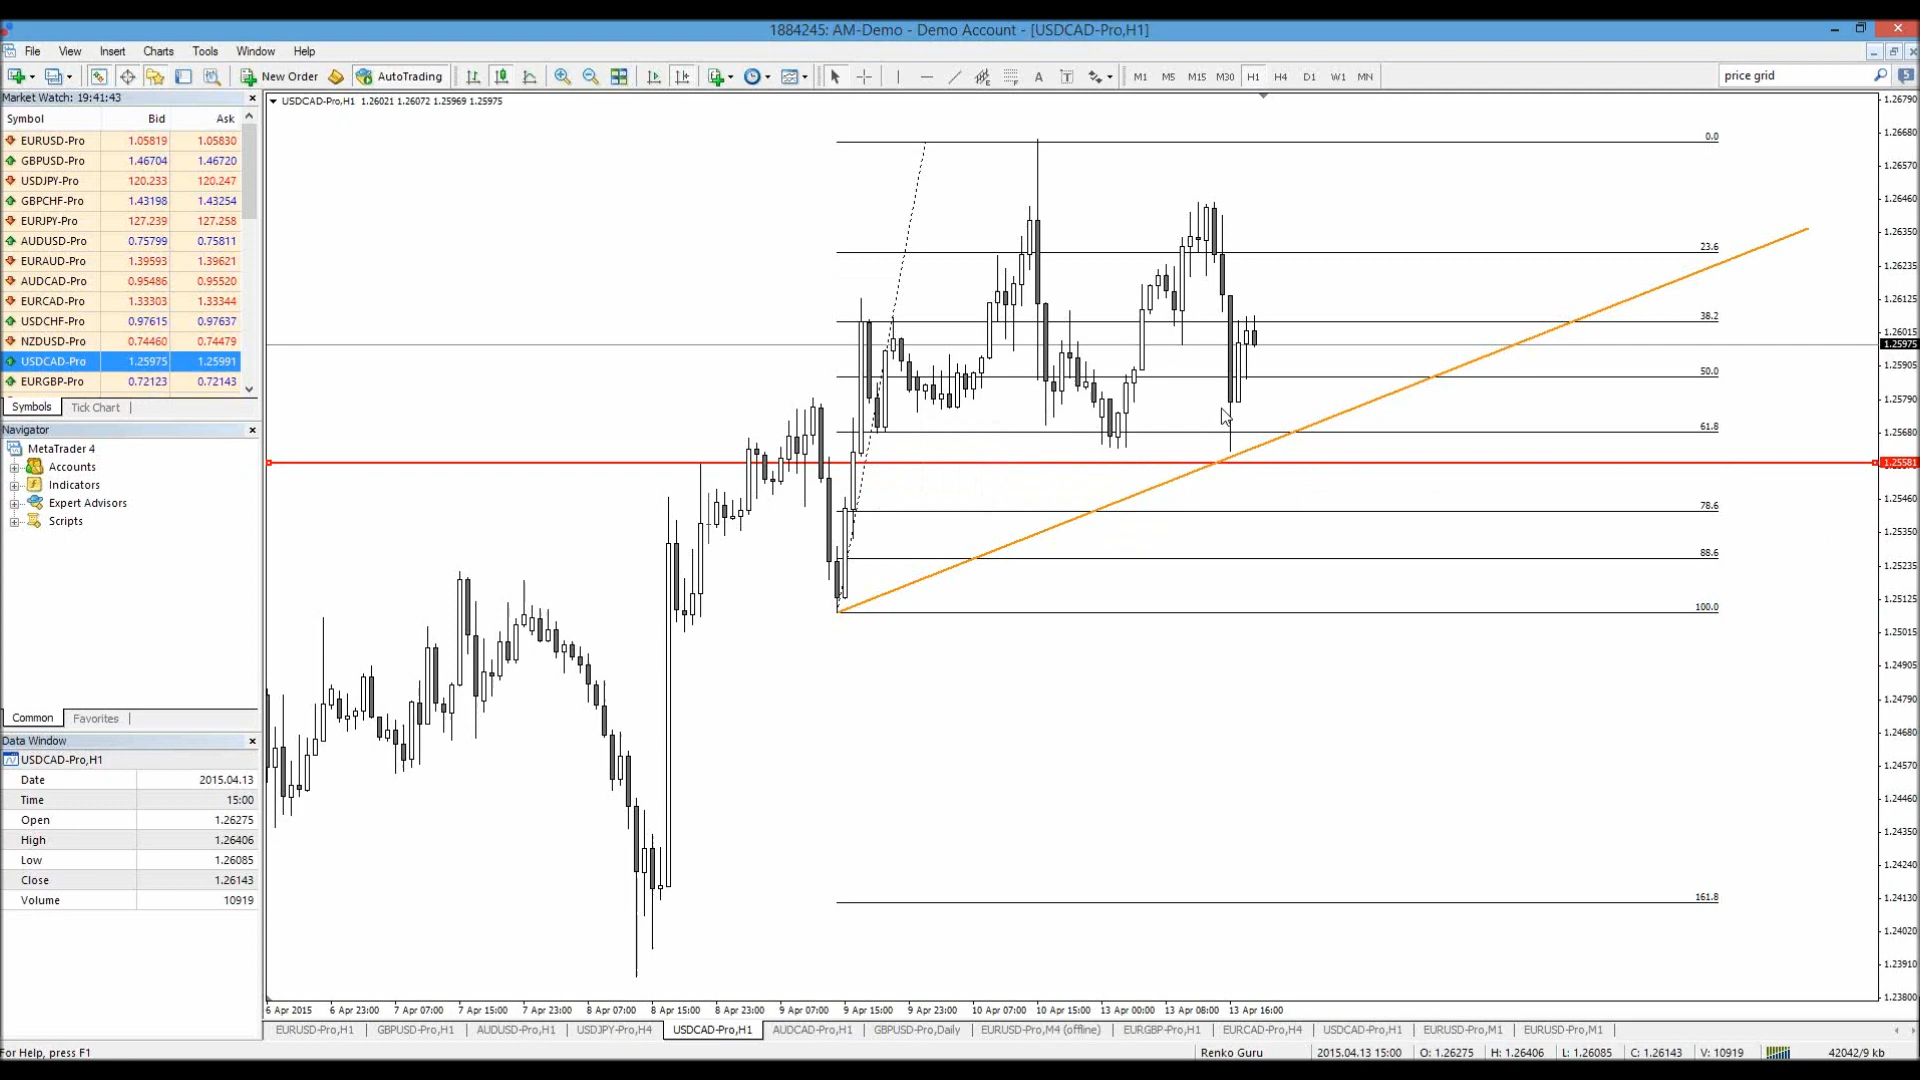 1884245: AM-Demo - Demo Account - [USDCAD-Pro,H1]
File View Insert Charts Tools Window Help
New Order AutoTrading A T M1 M5 M15 M30 H1 H4 D1 W1 MN price grid 5
Market Watch: 19:41:43
Symbol Bid Ask
EURUSD-Pro 1.05819 1.05830
GBPUSD-Pro 1.46704 1.46720
USDJPY-Pro 120.233 120.247
GBPCHF-Pro 1.43198 1.43254
EURJPY-Pro 127.239 127.258
AUDUSD-Pro 0.75799 0.75811
EURAUD-Pro 1.39593 1.39621
AUDCAD-Pro 0.95486 0.95520
EURCAD-Pro 1.33303 1.33344
USDCHF-Pro 0.97615 0.97637
NZDUSD-Pro 0.74460 0.74479
USDCAD-Pro 1.25975 1.25991
EURGBP-Pro 0.72123 0.72143
Symbols Tick Chart
Navigator
MetaTrader 4
Accounts
Indicators
Expert Advisors
Scripts
Common Favorites
Data Window
USDCAD-Pro,H1
Date 2015.04.13
Time 15:00
Open 1.26275
High 1.26406
Low 1.26085
Close 1.26143
Volume 10919
USDCAD-Pro,H1 1.26021 1.26072 1.25969 1.25975
0.0
23.6
38.2
50.0
61.8
78.6
88.6
100.0
161.8
1.26790
1.26680
1.26570
1.26460
1.26350
1.26235
1.26125
1.26015
1.25975
1.25905
1.25790
1.25680
1.25581
1.25460
1.25350
1.25235
1.25125
1.25015
1.24905
1.24790
1.24680
1.24570
1.24460
1.24350
1.24240
1.24130
1.24020
1.23910
1.23800
6 Apr 2015 6 Apr 23:00 7 Apr 07:00 7 Apr 15:00 7 Apr 23:00 8 Apr 07:00 8 Apr 15:00 8 Apr 23:00 9 Apr 07:00 9 Apr 15:00 9 Apr 23:00 10 Apr 07:00 10 Apr 15:00 13 Apr 00:00 13 Apr 08:00 13 Apr 16:00
EURUSD-Pro,H1 GBPUSD-Pro,H1 AUDUSD-Pro,H1 USDJPY-Pro,H4 USDCAD-Pro,H1 AUDCAD-Pro,H1 GBPUSD-Pro,Daily EURUSD-Pro,M4 (offline) EURGBP-Pro,H1 EURCAD-Pro,H4 USDCAD-Pro,H1 EURUSD-Pro,M1 EURUSD-Pro,M1
For Help, press F1 Renko Guru 2015.04.13 15:00 O: 1.26275 H: 1.26406 L: 1.26085 C: 1.26143 V: 10919 42042/9 kb